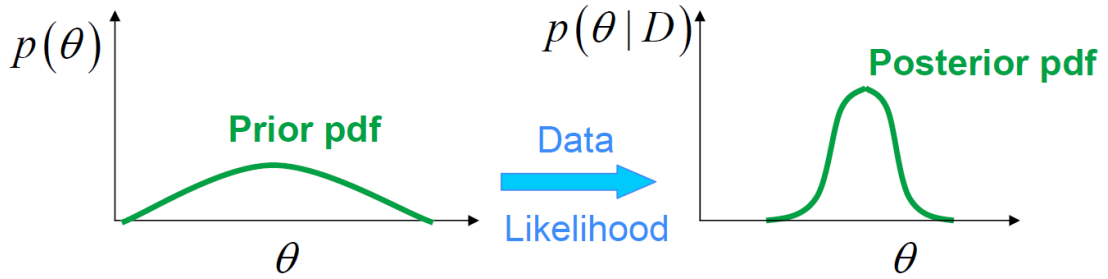 p(θ)
Prior pdf
θ
Data
Likelihood
p(θ | D)
Posterior pdf
θ